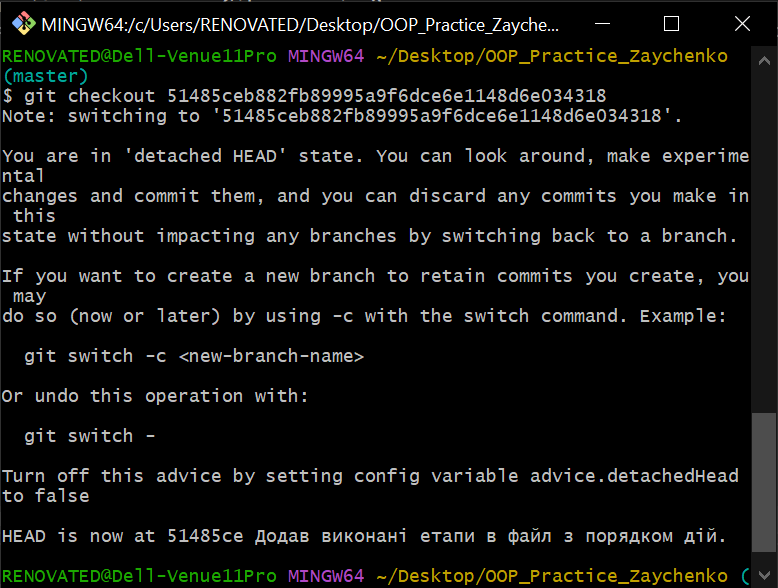 MINGW64:/c/Users/RENOVATED/Desktop/OOP_Practice_Zayche...
RENOVATED@Dell-Venue11Pro MINGW64 ~/Desktop/OOP_Practice_Zaychenko
(master)
$ git checkout 51485ceb882fb89995a9f6dce6e1148d6e034318
Note: switching to '51485ceb882fb89995a9f6dce6e1148d6e034318'.
You are in 'detached HEAD' state. You can look around, make experime
ntal
changes and commit them, and you can discard any commits you make in
this
state without impacting any branches by switching back to a branch.
If you want to create a new branch to retain commits you create, you
may
do so (now or later) by using -c with the switch command. Example:
git switch -c <new-branch-name>
Or undo this operation with:
git switch -
Turn off this advice by setting config variable advice.detachedHead
to false
HEAD is now at 51485ce Додав виконані етапи в файл з порядком дій.
RENOVATED@Dell-Venue11Pro MINGW64 ~/Desktop/OOP_Practice_Zaychenko (